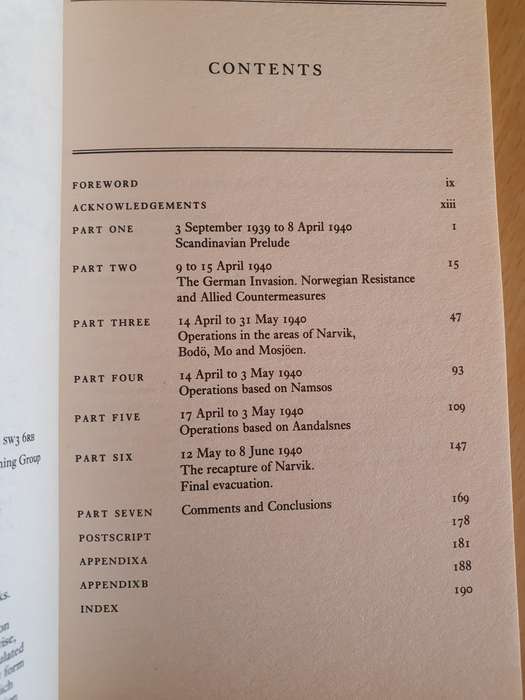 CONTENTS
FOREWORD ix
ACKNOWLEDGEMENTS xiii
PART ONE 3 September 1939 to 8 April 1940 1
Scandinavian Prelude
PART TWO 9 to 15 April 1940 15
The German Invasion. Norwegian Resistance
and Allied Countermeasures
PART THREE 14 April to 31 May 1940 47
Operations in the areas of Narvik,
Bodö, Mo and Mosjöen.
PART FOUR 14 April to 3 May 1940 93
Operations based on Namsos
PART FIVE 17 April to 3 May 1940 109
Operations based on Aandalsnes
PART SIX 12 May to 8 June 1940 147
The recapture of Narvik.
Final evacuation.
PART SEVEN Comments and Conclusions 169
POSTSCRIPT 178
APPENDIXA 181
APPENDIXB 188
INDEX 190
SW3 6RB
Group
form